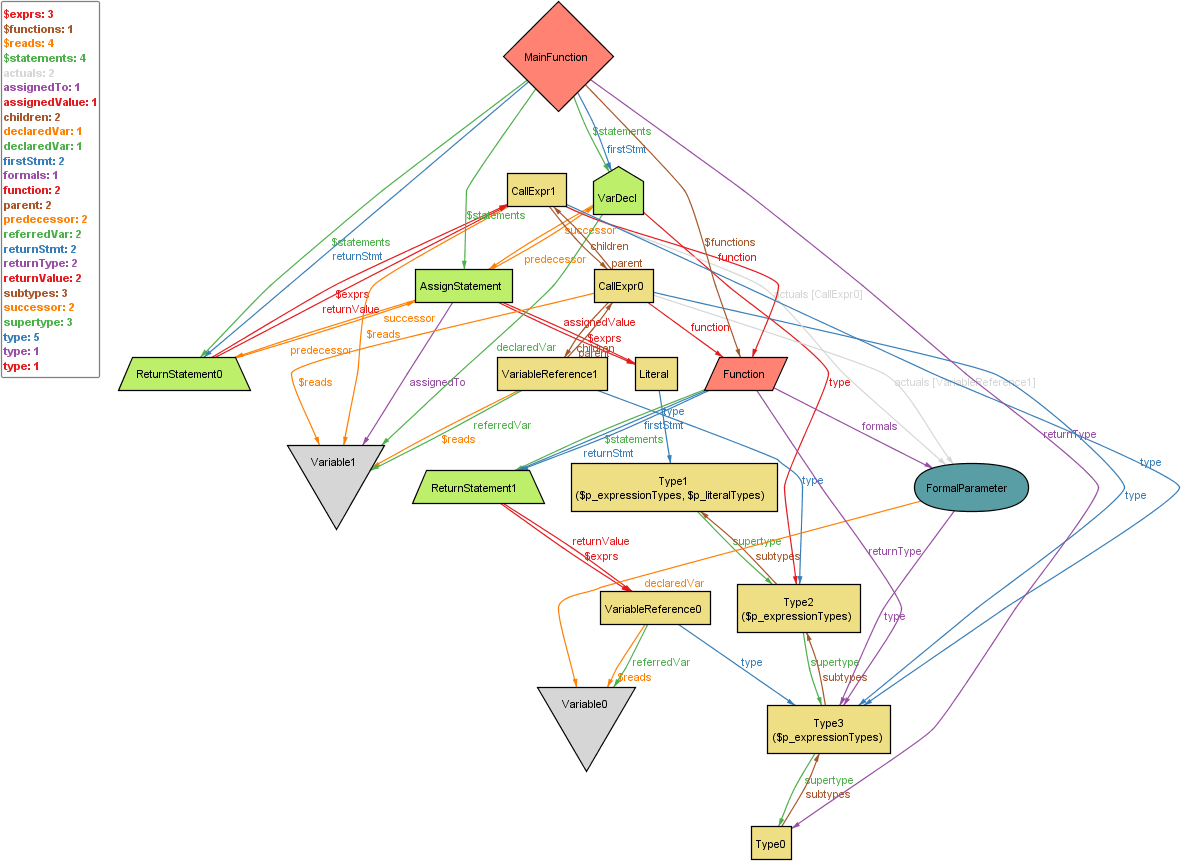 $exprs: 3
$functions: 1
$reads: 4
$statements: 4
actuals: 2
assignedTo: 1
assignedValue: 1
children: 2
declaredVar: 1
declaredVar: 1
firstStmt: 2
formals: 1
function: 2
parent: 2
predecessor: 2
referredVar: 2
returnStmt: 2
returnType: 2
returnValue: 2
subtypes: 3
successor: 2
supertype: 3
type: 5
type: 1
type: 1
MainFunction
$statements
firstStmt
CallExpr1
VarDecl
$statements
successor
$statements
returnStmt
children
$functions
function
predecessor
parent
AssignStatement
CallExpr0
$exprs
returnValue
actuals [CallExpr0]
successor
$reads
assignedValue
$exprs
function
predecessor
declaredVar
children
parent
ReturnStatement0
$reads
assignedTo
VariableReference1
Literal
Function
type
actuals [VariableReference1]
referredVar
$reads
type
firstStmt
$statements
returnStmt
formals
returnType
Variable1
type
type
type
ReturnStatement1
Type1
($p_expressionTypes, $p_literalTypes)
FormalParameter
returnValue
$exprs
supertype
subtypes
returnType
declaredVar
VariableReference0
Type2
($p_expressionTypes)
type
referredVar
$reads
type
supertype
subtypes
Variable0
Type3
($p_expressionTypes)
supertype
subtypes
Type0